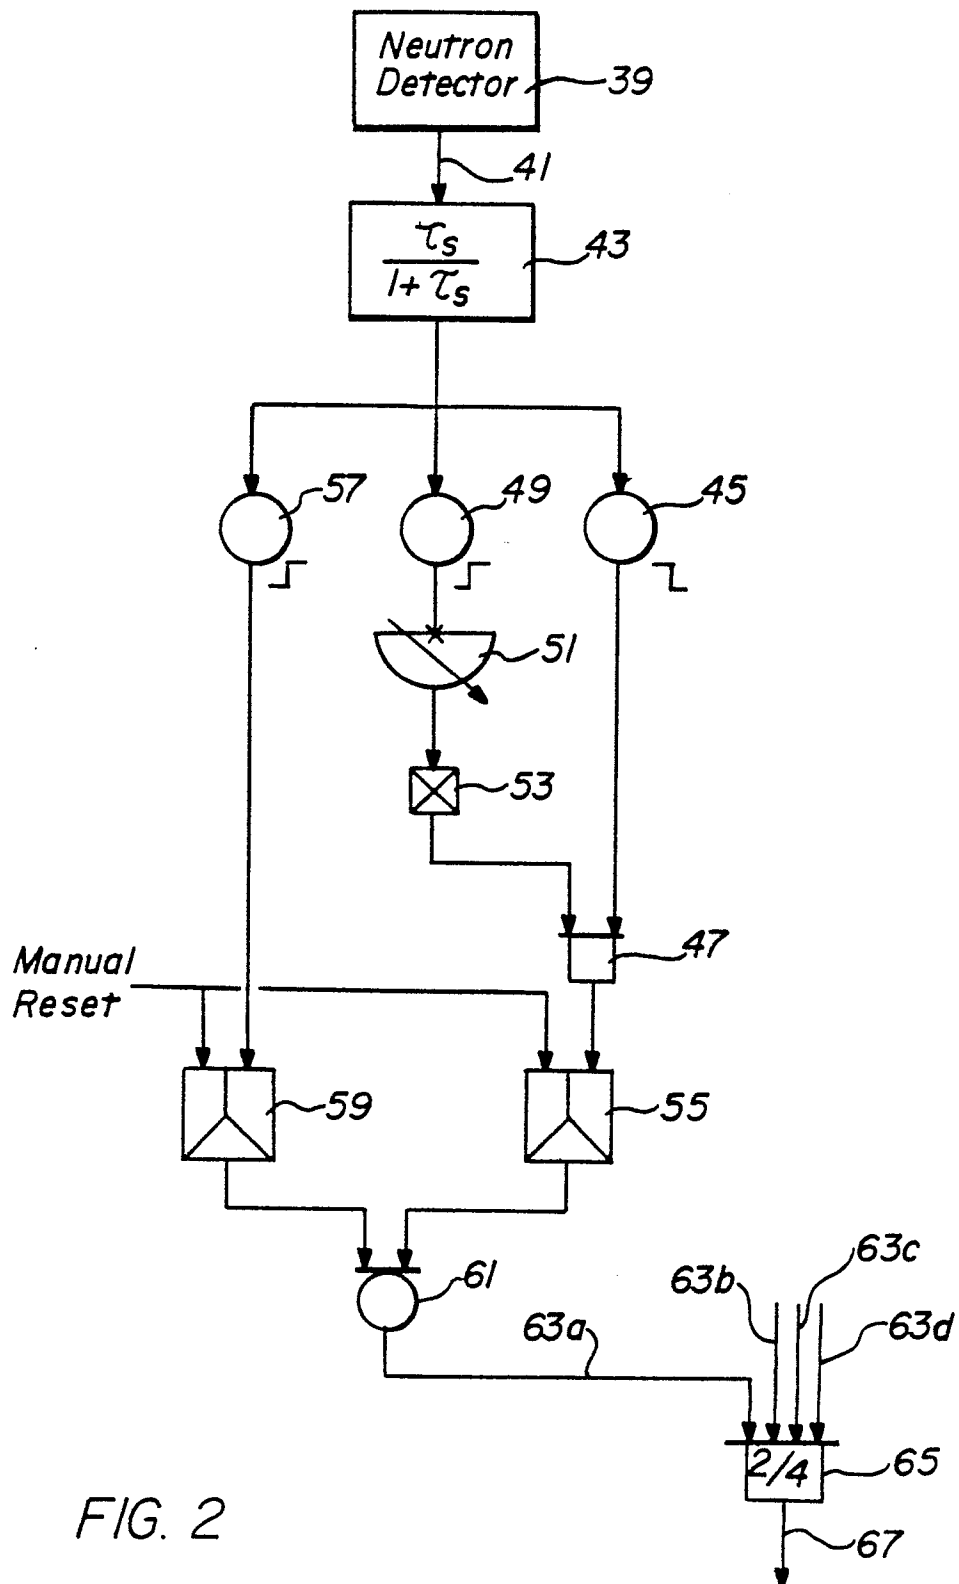 Neutron
Detector
39
41
τs
1+ τs
43
57
49
45
51
53
47
Manual
Reset
59
55
61
63a
63b
63c
63d
2/4
65
67
FIG. 2